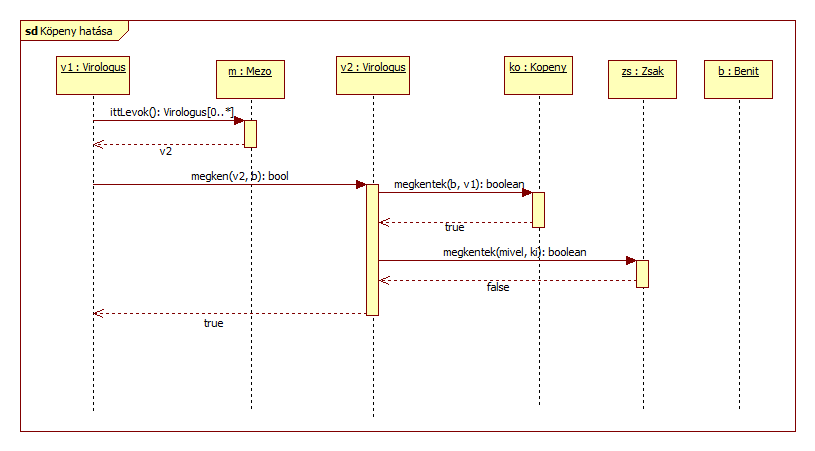 sd Köpeny hatása
v1 : Virologus
m : Mezo
v2 : Virologus
ko : Kopeny
zs : Zsak
b : Benit
ittLevok(): Virologus[0..*]
v2
megken(v2, b): bool
megkentek(b, v1): boolean
true
megkentek(mivel, ki): boolean
false
true